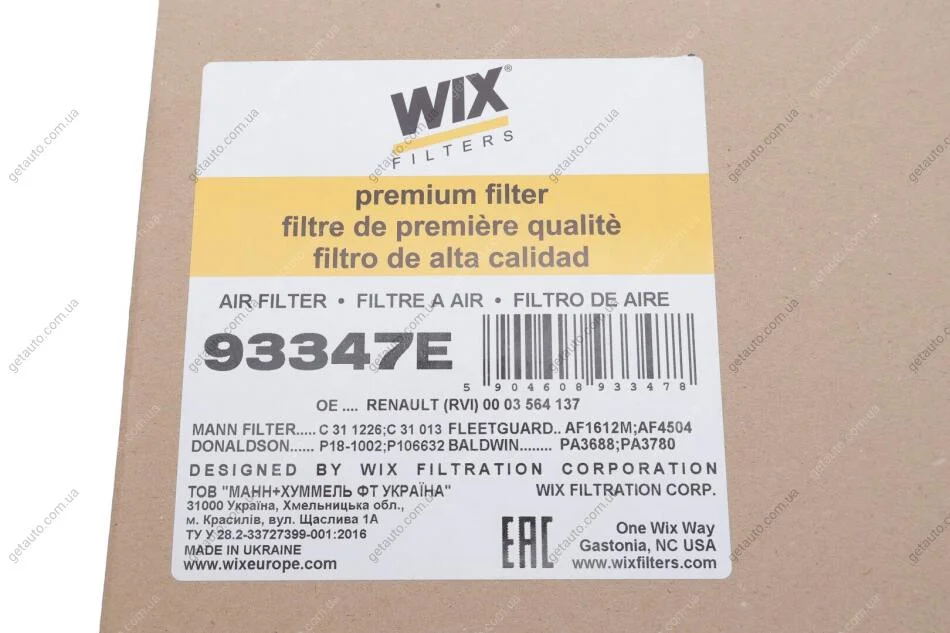 WIX®
FILTERS
premium filter
filtre de première qualitè
filtro de alta calidad
AIR FILTER • FILTRE A AIR • FILTRO DE AIRE
93347E
5 904608 933478
OE .... RENAULT (RVI) 00 03 564 137
MANN FILTER..... C 31 1226;C 31 013 FLEETGUARD.. AF1612M;AF4504
DONALDSON...... P18-1002;P106632 BALDWIN........ PA3688;PA3780
DESIGNED BY WIX FILTRATION CORPORATION
ТОВ "МАНН+ХУММЕЛЬ ФТ УКРАЇНА"
31000 Україна, Хмельницька обл.,
м. Красилів, вул. Щаслива 1А
ТУ У 28.2-33727399-001:2016
MADE IN UKRAINE
www.wixeurope.com
EAC
WIX FILTRATION CORP.
One Wix Way
Gastonia, NC USA
www.wixfilters.com
getauto.com.ua